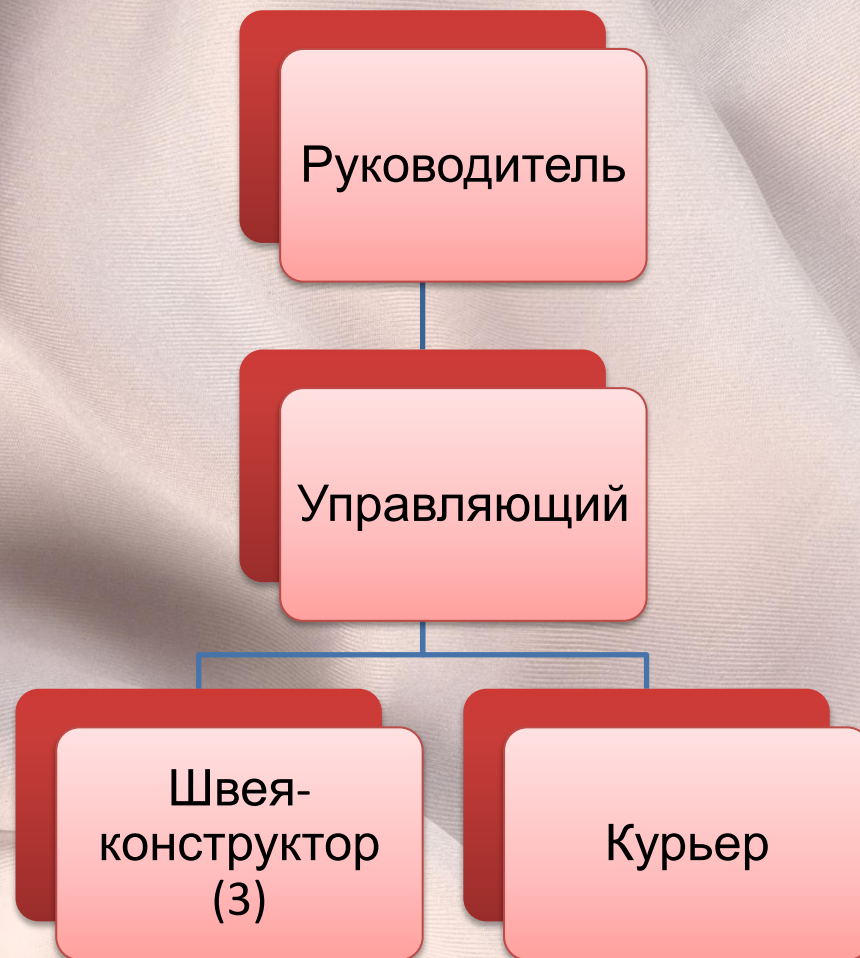 Руководитель
Управляющий
Швея-
конструктор
(3)
Курьер